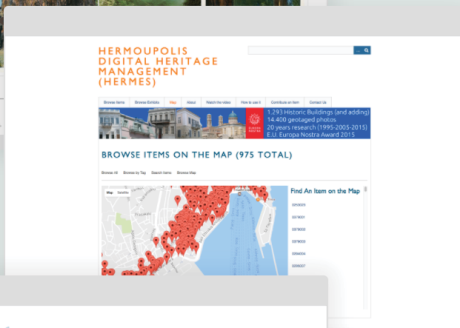 HERMOUPOLIS
DIGITAL HERITAGE
MANAGEMENT
(HERMES)
Browse Items Browse Exhibits Map About Watch the video How to use it Contribute an Item Contact Us
1.293 Historic Buildings (and adding)
14.400 geotaged photos
20 years research (1995-2005-2015)
E.U. Europa Nostra Award 2015
BROWSE ITEMS ON THE MAP (975 TOTAL)
Browse All Browse by Tag Search Items Browse Map
Map Satellite
Find An Item on the Map